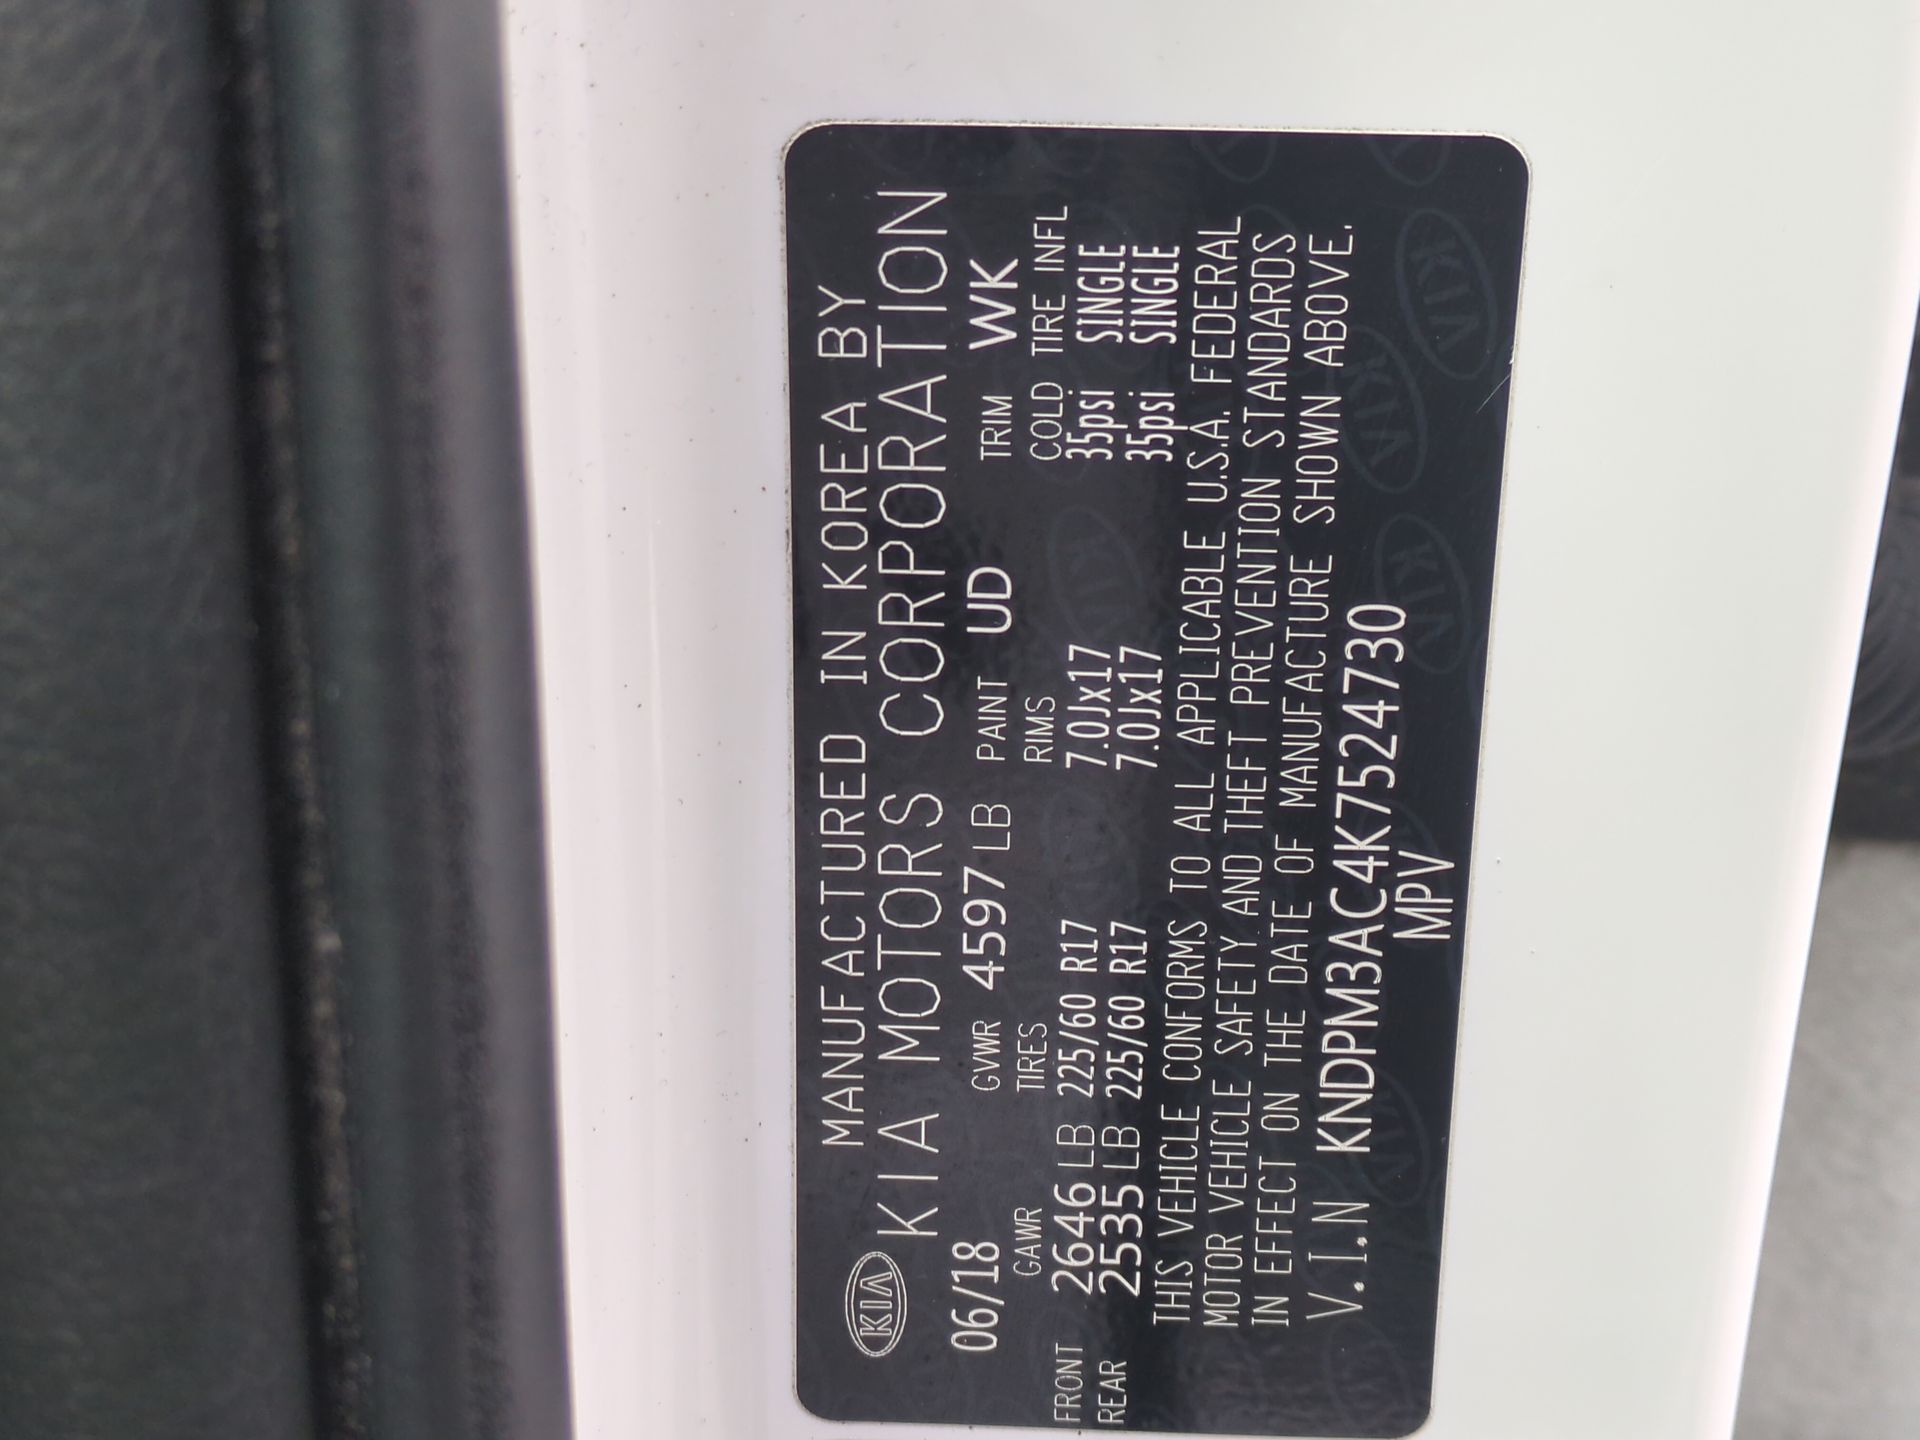 KIA
MANUFACTURED IN KOREA BY
KIA MOTORS CORPORATION
06/18 GVWR 4597 LB PAINT UD TRIM WK
GAWR TIRES RIMS COLD TIRE INFL
FRONT 2646 LB 225/60 R17 7.0Jx17 35psi SINGLE
REAR 2535 LB 225/60 R17 7.0Jx17 35psi SINGLE
THIS VEHICLE CONFORMS TO ALL APPLICABLE U.S.A. FEDERAL
MOTOR VEHICLE SAFETY AND THEFT PREVENTION STANDARDS
IN EFFECT ON THE DATE OF MANUFACTURE SHOWN ABOVE.
V.I.N KNDPM3AC4K7524730
MPV